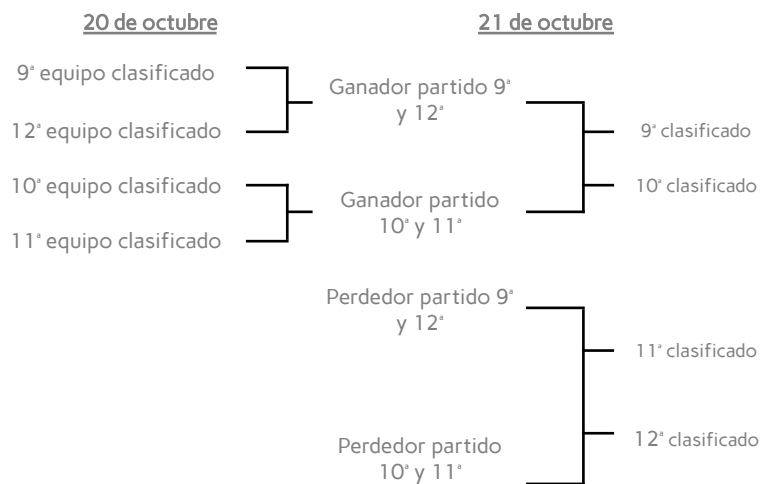 20 de octubre
21 de octubre
9ª equipo clasificado
12ª equipo clasificado
10ª equipo clasificado
11ª equipo clasificado
Ganador partido 9ª
y 12ª
Ganador partido
10ª y 11ª
9ª clasificado
10ª clasificado
Perdedor partido 9ª
y 12ª
Perdedor partido
10ª y 11ª
11ª clasificado
12ª clasificado